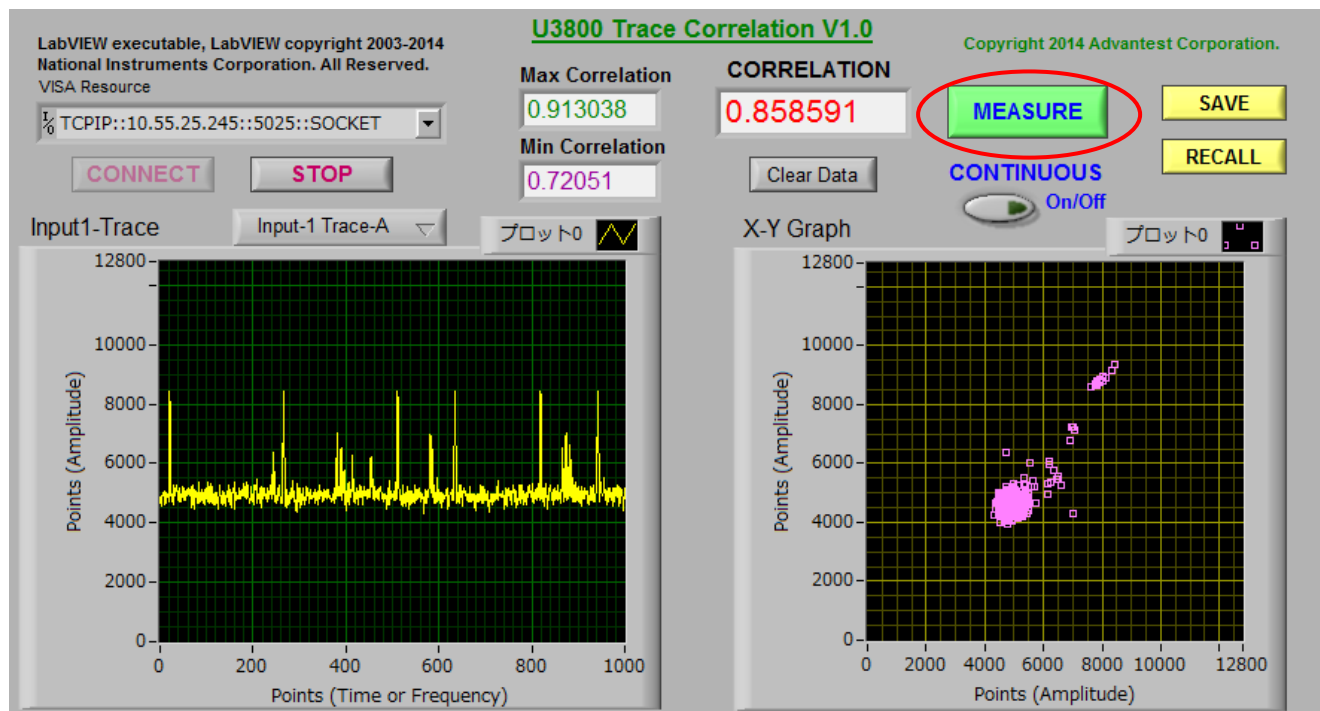 U3800 Trace Correlation V1.0
LabVIEW executable, LabVIEW copyright 2003-2014
National Instruments Corporation. All Reserved.
Copyright 2014 Advantest Corporation.
VISA Resource
I/O TCPIP::10.55.25.245::5025::SOCKET
CONNECT
STOP
Max Correlation
0.913038
Min Correlation
0.72051
CORRELATION
0.858591
Clear Data
MEASURE
CONTINUOUS
On/Off
SAVE
RECALL
Input1-Trace
Input-1 Trace-A
プロット0
12800
10000
8000
6000
4000
2000
0
Points (Amplitude)
0 200 400 600 800 1000
Points (Time or Frequency)
X-Y Graph
プロット0
12800
10000
8000
6000
4000
2000
0
Points (Amplitude)
0 2000 4000 6000 8000 10000 12800
Points (Amplitude)